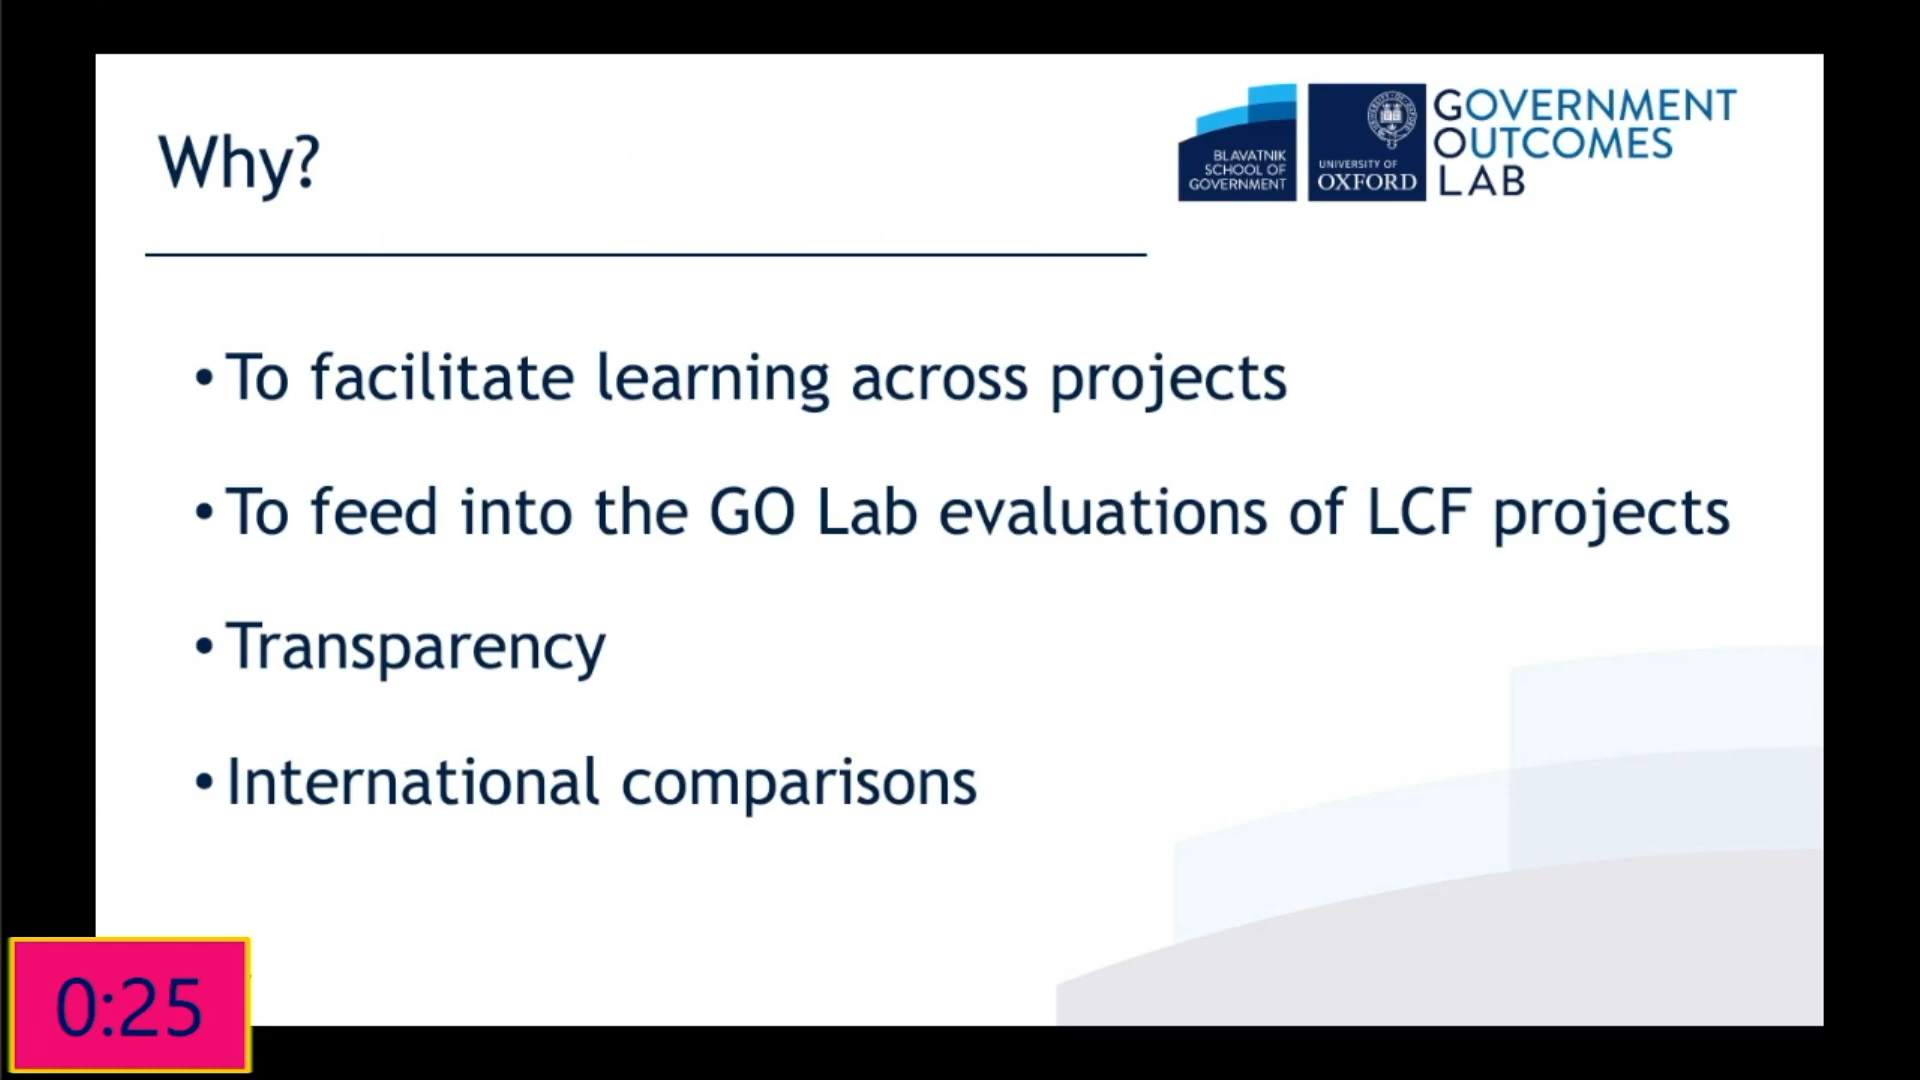 Why?
BLAVATNIK
SCHOOL OF
GOVERNMENT
UNIVERSITY OF
OXFORD
GOVERNMENT
OUTCOMES
LAB
• To facilitate learning across projects
• To feed into the GO Lab evaluations of LCF projects
• Transparency
• International comparisons
0:25